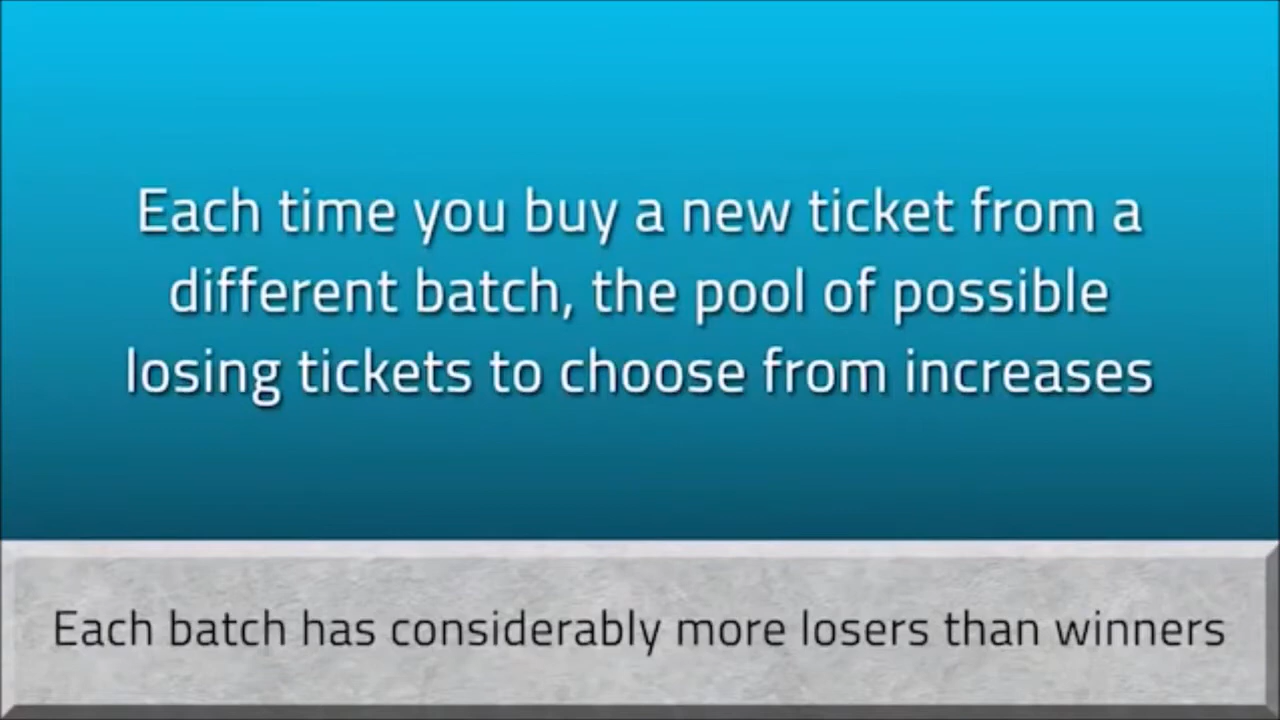 Each time you buy a new ticket from a
different batch, the pool of possible
losing tickets to choose from increases
Each batch has considerably more losers than winners